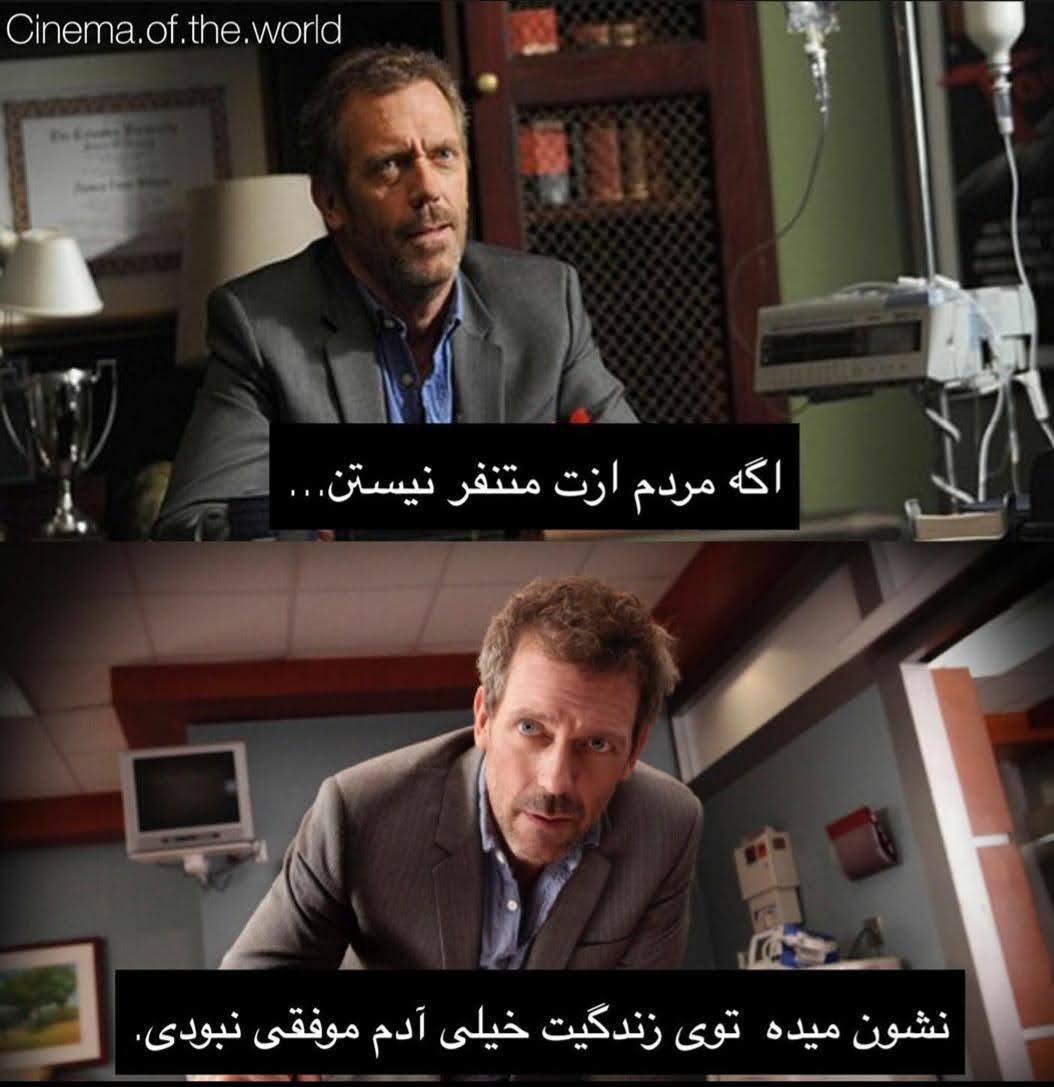 Cinema.of.the.world
اگه مردم ازت متنفر نیستن...
نشون میده توی زندگیت خیلی آدم موفقی نبودی.